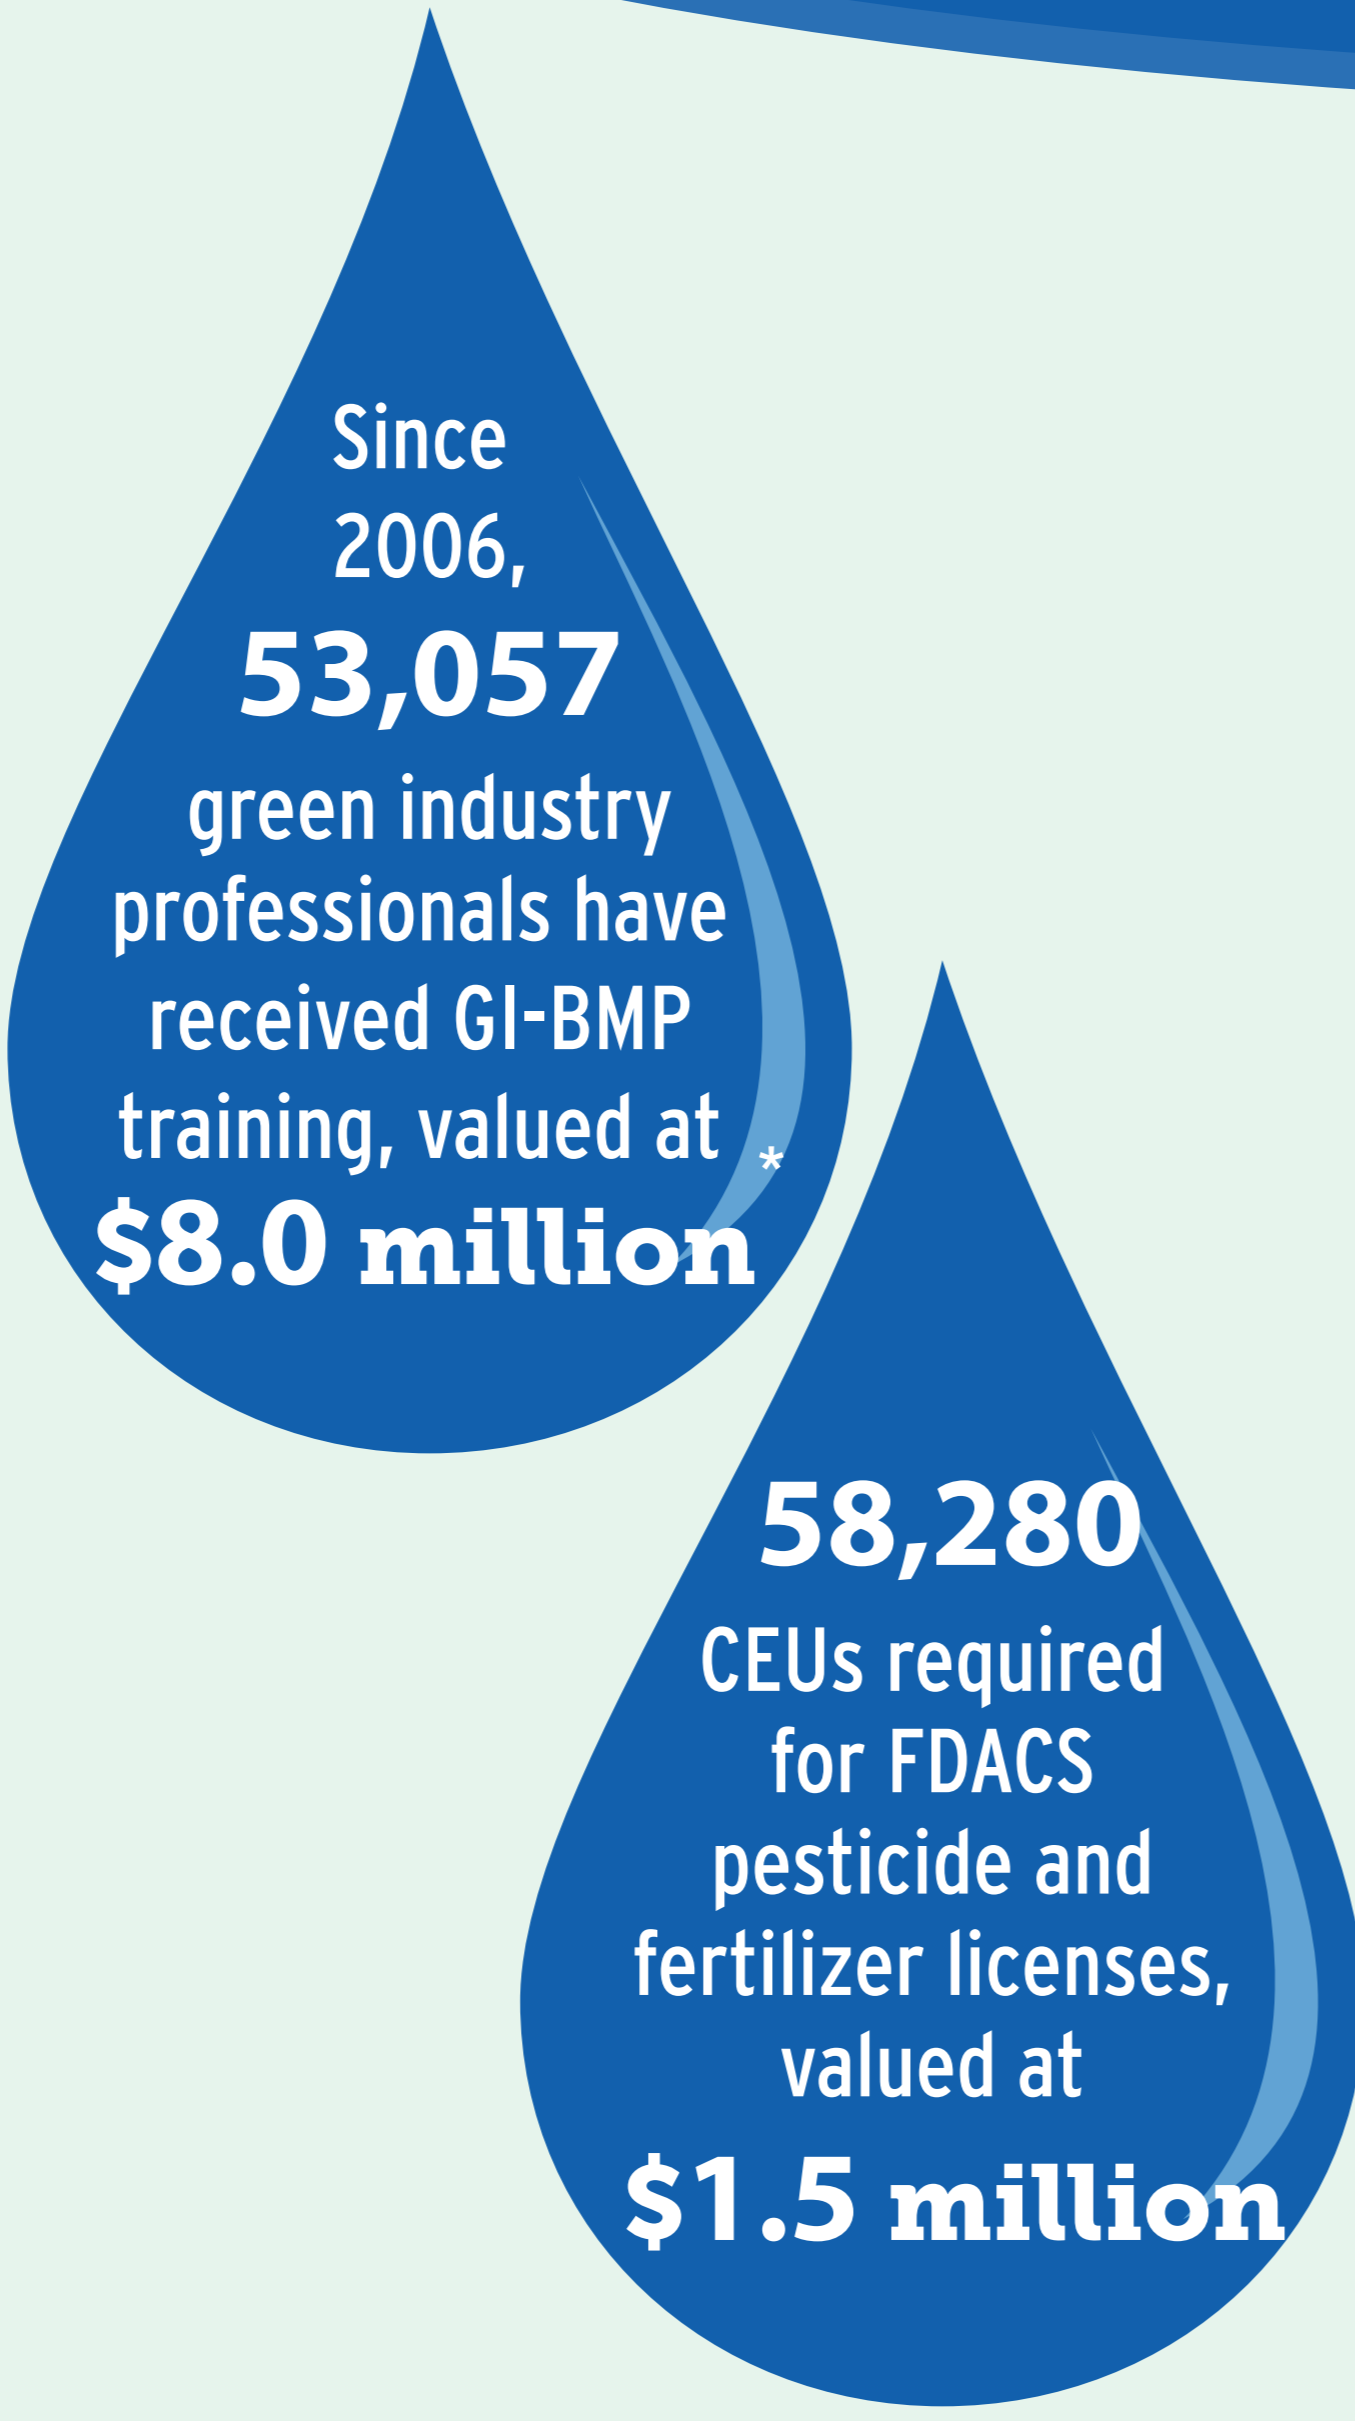 Since
2006,
53,057
green industry
professionals have
received GI-BMP
training, valued at
$8.0 million*
58,280
CEUs required
for FDACS
pesticide and
fertilizer licenses,
valued at
$1.5 million